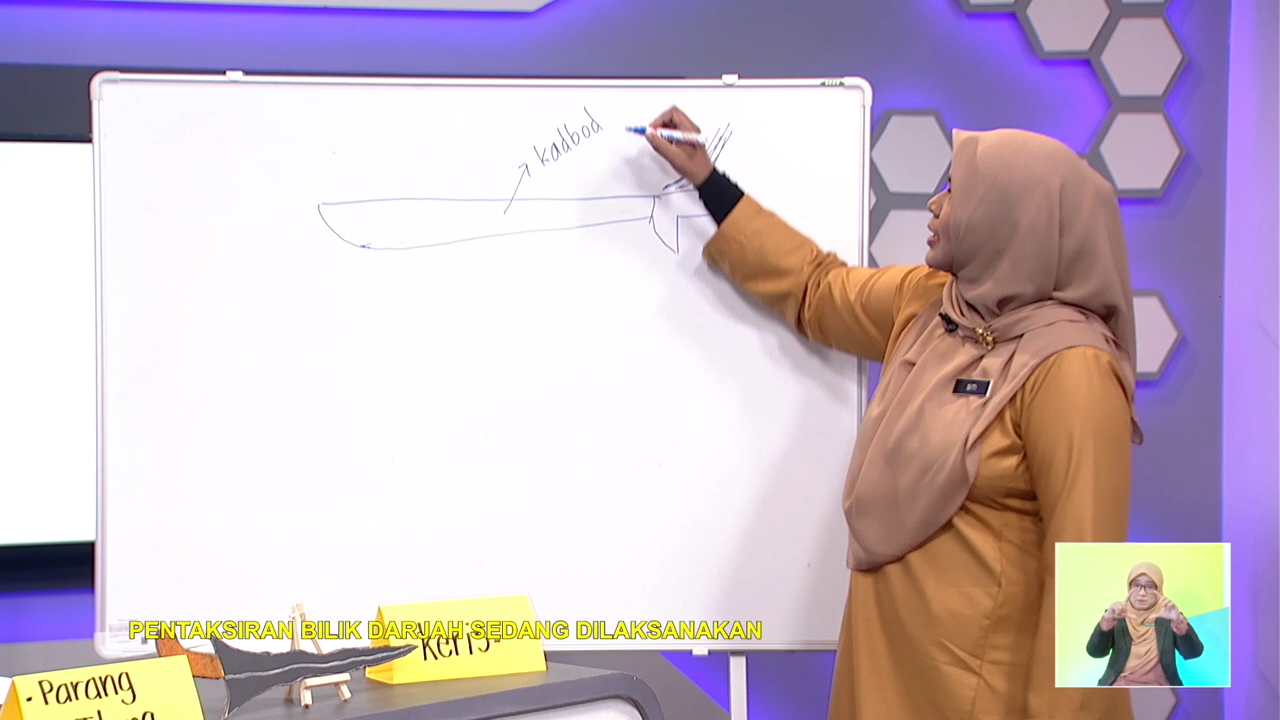 kadbod
PENTAKSIRAN BILIK DARJAH SEDANG DILAKSANAKAN
-Keris-
-Parang